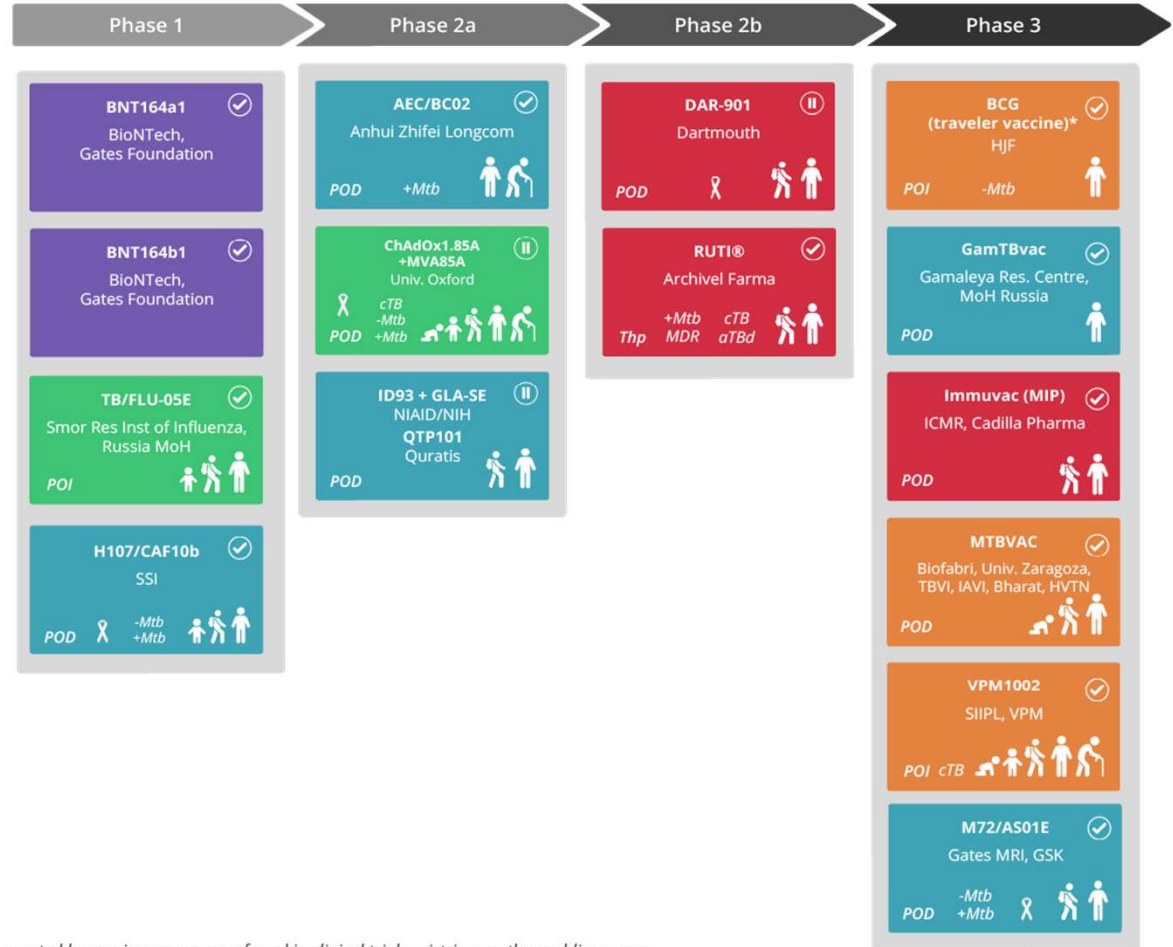 Phase 1
Phase 2a
Phase 2b
Phase 3
BNT164a1
BioNTech,
Gates Foundation
BNT164b1
BioNTech,
Gates Foundation
TB/FLU-05E
Smor Res Inst of Influenza,
Russia MoH
POI
H107/CAF10b
SSI
-Mtb
POD +Mtb
AEC/BC02
Anhui Zhifei Longcom
POD +Mtb
ChAdOx1.85A
+MVA85A
Univ. Oxford
cTB
-Mtb
POD +Mtb
ID93 + GLA-SE
NIAID/NIH
QTP101
Quratis
POD
DAR-901
Dartmouth
POD
RUTI®
Archivel Farma
+Mtb cTB
Thp MDR aTBd
BCG
(traveler vaccine)*
HJF
POI -Mtb
GamTBvac
Gamaleya Res. Centre,
MoH Russia
POD
Immuvac (MIP)
ICMR, Cadilla Pharma
POD
MTBVAC
Biofabri, Univ. Zaragoza,
TBVI, IAVI, Bharat, HVTN
POD
VPM1002
SIIPL, VPM
POI cTB
M72/AS01E
Gates MRI, GSK
-Mtb
POD +Mtb